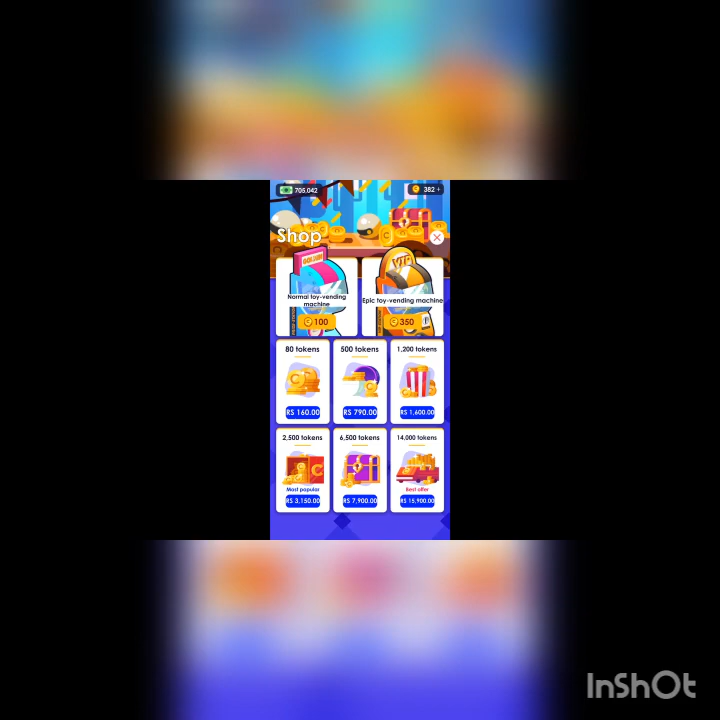 705,042
382 +
Shop
VIP
Normal toy-vending
machine
Epic toy-vending machine
100
350
80 tokens
500 tokens
1,200 tokens
RS 160.00
RS 790.00
RS 1,600.00
2,500 tokens
6,500 tokens
14,000 tokens
Most popular
Best offer
RS 3,150.00
RS 7,900.00
RS 15,900.00
InShOt